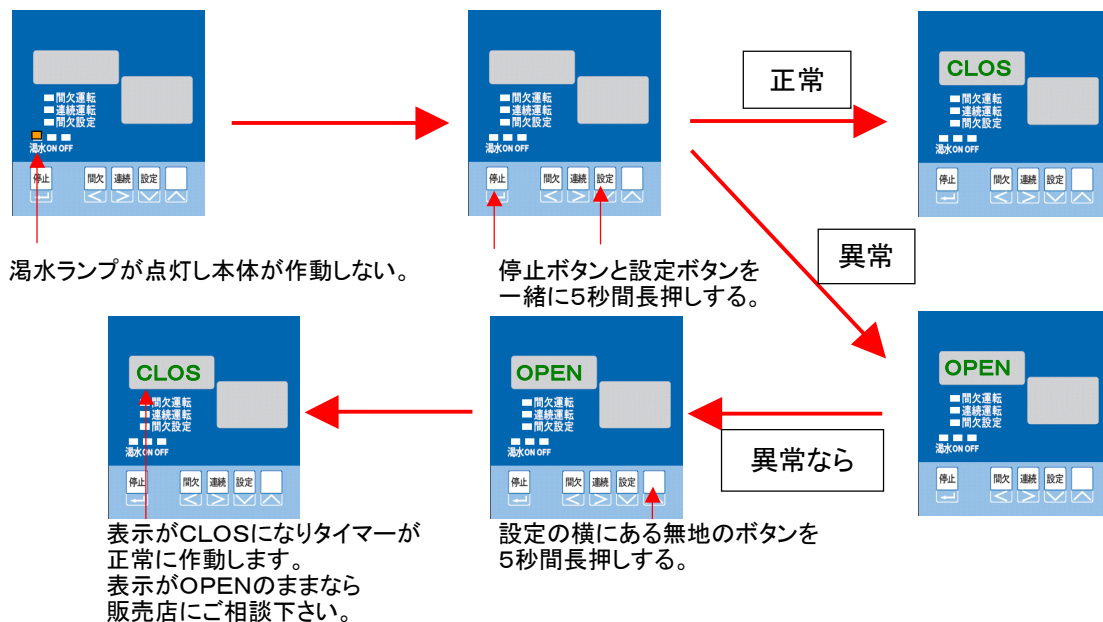 間欠運転
連続運転
間欠設定
渇水 ON OFF
停止 間欠 連続 設定
渇水ランプが点灯し本体が作動しない。
間欠運転
連続運転
間欠設定
渇水 ON OFF
停止 間欠 連続 設定
停止ボタンと設定ボタンを
一緒に5秒間長押しする。
正常
CLOS
間欠運転
連続運転
間欠設定
渇水 ON OFF
停止 間欠 連続 設定
異常
OPEN
間欠運転
連続運転
間欠設定
渇水 ON OFF
停止 間欠 連続 設定
異常なら
OPEN
間欠運転
連続運転
間欠設定
渇水 ON OFF
停止 間欠 連続 設定
設定の横にある無地のボタンを
5秒間長押しする。
CLOS
間欠運転
連続運転
間欠設定
渇水 ON OFF
停止 間欠 連続 設定
表示がCLOSになりタイマーが
正常に作動します。
表示がOPENのままなら
販売店にご相談下さい。